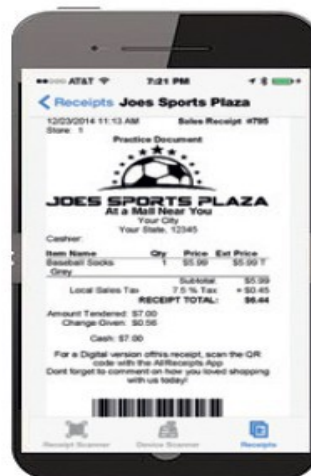 AT&T 7:21 PM
Receipts Joes Sports Plaza
12/23/2014 11:13 AM Sales Receipt #795
Store: 1
Practice Document
JOES SPORTS PLAZA
At a Mall Near You
Your City
Your State, 12345
Cashier:
Item Name Qty Price Ext Price
Baseball Socks 1 $5.99 $5.99 T
Grey
Subtotal: $5.99
Local Sales Tax 7.5 % Tax + $0.45
RECEIPT TOTAL: $6.44
Amount Tendered: $7.00
Change Given: $0.56
Cash: $7.00
For a Digital version offhis receipt, scan the QR
code with the AllReceipts App
Dont forget to comment on how you loved shopping
with us today!
Receipt Scanner Device Scanner Receipts